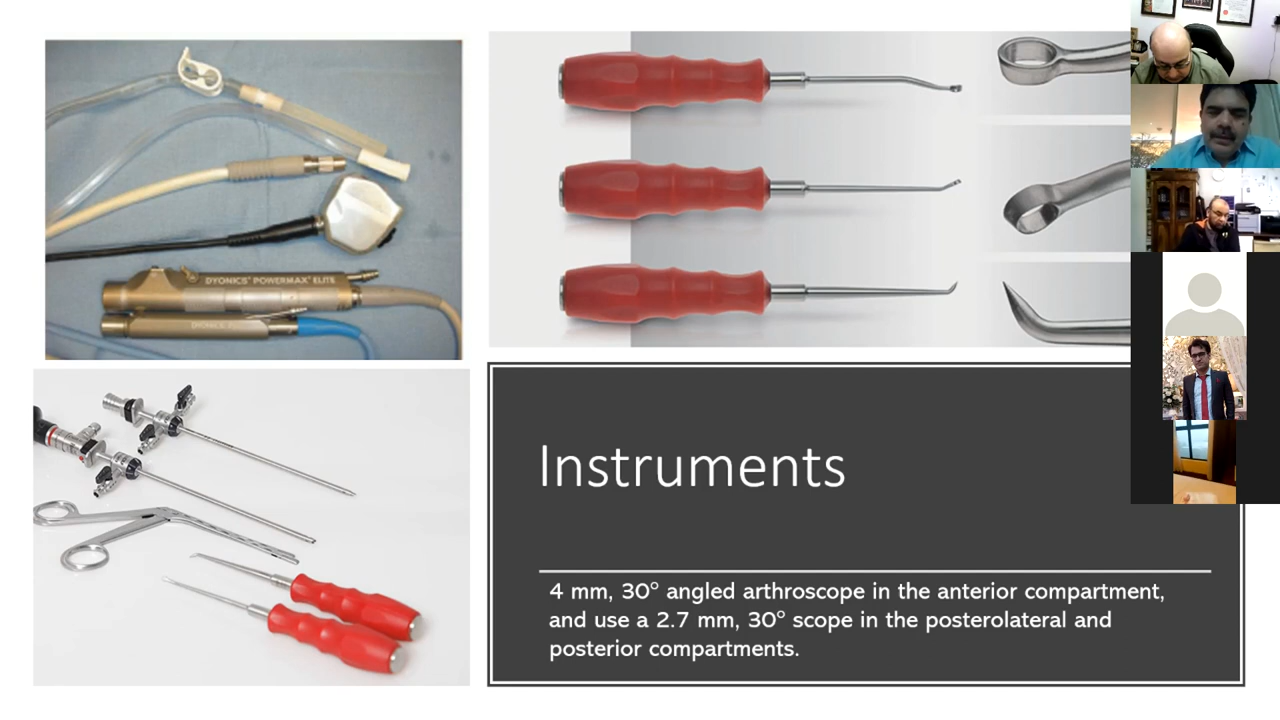 DYONICS POWERMAX ELITE
DYONICS
Instruments
4 mm, 30° angled arthroscope in the anterior compartment,
and use a 2.7 mm, 30° scope in the posterolateral and
posterior compartments.